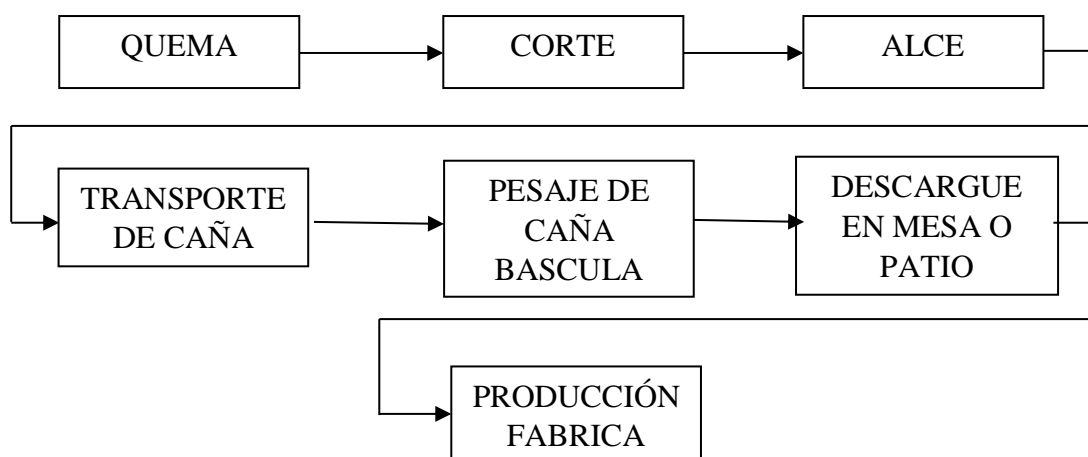 QUEMA
CORTE
ALCE
TRANSPORTE
DE CAÑA
PESAJE DE
CAÑA
BASCULA
DESCARGUE
EN MESA O
PATIO
PRODUCCIÓN
FABRICA